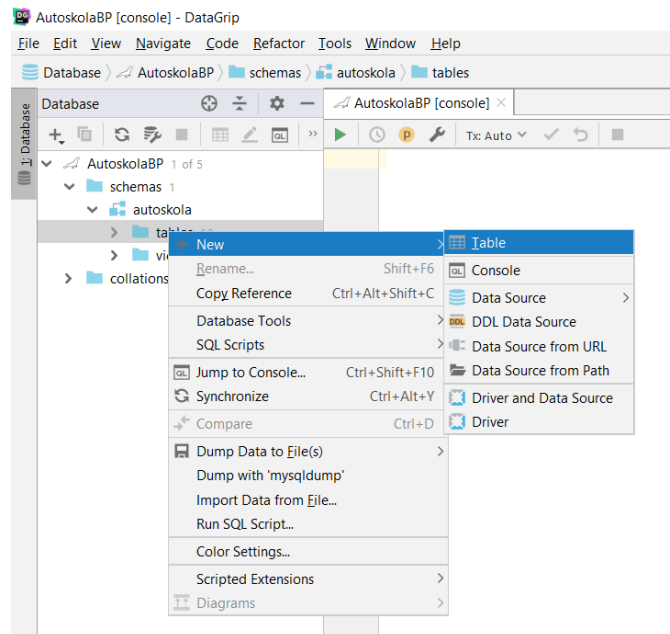 AutoskolaBP [console] - DataGrip
File Edit View Navigate Code Refactor Tools Window Help
Database autoskolaBP schemas autoskola tables
1: Database
Database
AutoskolaBP [console]
Tx: Auto
AutoskolaBP 1 of 5
schemas 1
autoskola
collations
New
Rename... Shift+F6
Copy Reference Ctrl+Alt+Shift+C
Database Tools
SQL Scripts
Jump to Console... Ctrl+Shift+F10
Synchronize Ctrl+Alt+Y
Compare Ctrl+D
Dump Data to File(s)
Dump with 'mysqldump'
Import Data from File...
Run SQL Script...
Color Settings...
Scripted Extensions
Diagrams
Table
Console
Data Source
DDL Data Source
Data Source from URL
Data Source from Path
Driver and Data Source
Driver